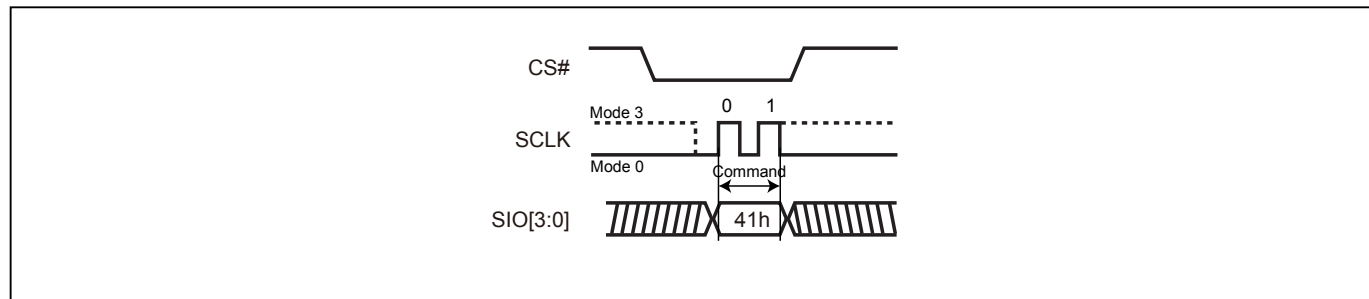 CS#
Mode 3
0 1
SCLK
Mode 0
Command
SIO[3:0]
41h